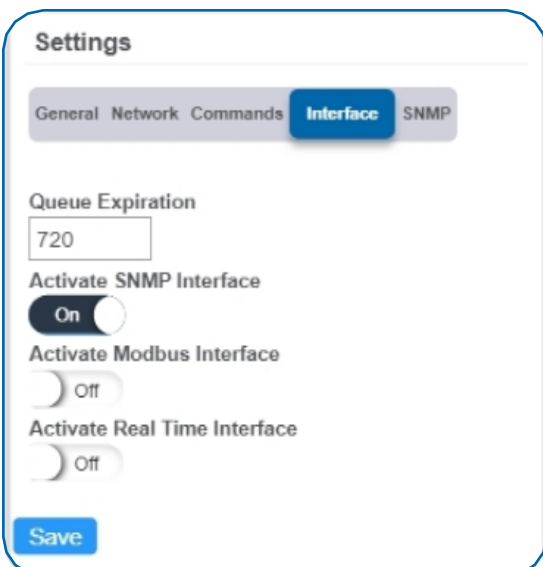 Settings
General Network Commands Interface SNMP
Queue Expiration
720
Activate SNMP Interface
On
Activate Modbus Interface
Off
Activate Real Time Interface
Off
Save